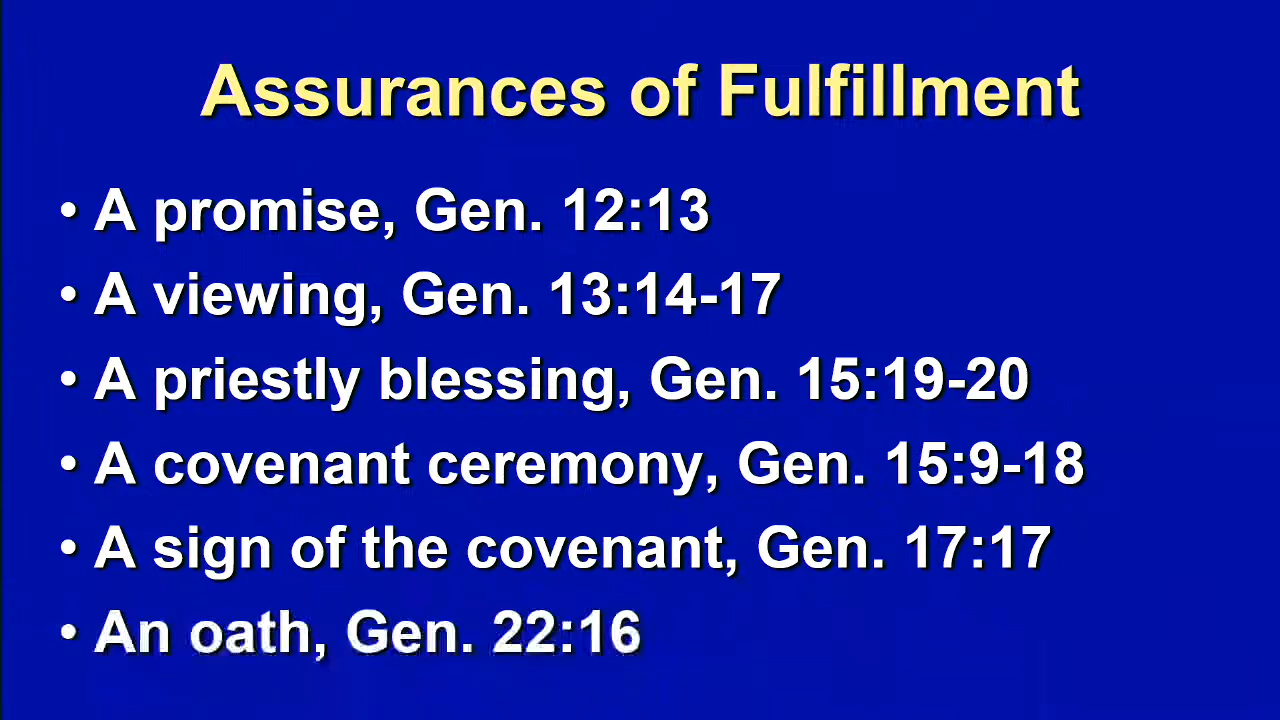 Assurances of Fulfillment
• A promise, Gen. 12:13
• A viewing, Gen. 13:14-17
• A priestly blessing, Gen. 15:19-20
• A covenant ceremony, Gen. 15:9-18
• A sign of the covenant, Gen. 17:17
• An oath, Gen. 22:16